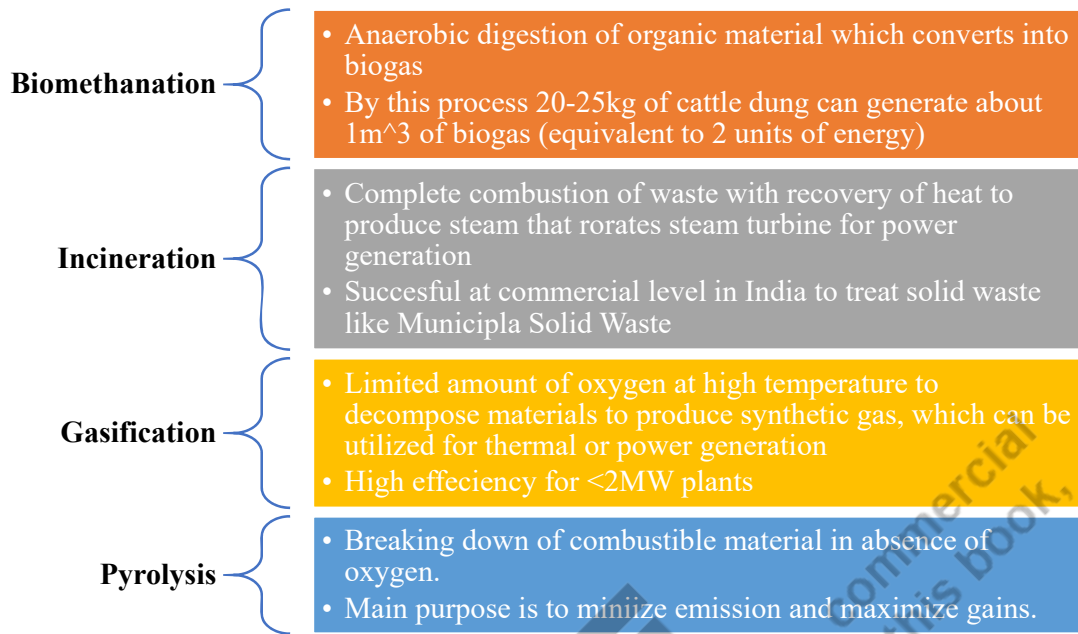 Biomethanation
• Anaerobic digestion of organic material which converts into
biogas
• By this process 20-25kg of cattle dung can generate about
1m^3 of biogas (equivalent to 2 units of energy)
Incineration
• Complete combustion of waste with recovery of heat to
produce steam that rorates steam turbine for power
generation
• Succesful at commercial level in India to treat solid waste
like Municipla Solid Waste
Gasification
• Limited amount of oxygen at high temperature to
decompose materials to produce synthetic gas, which can be
utilized for thermal or power generation
• High effeciency for <2MW plants
Pyrolysis
• Breaking down of combustible material in absence of
oxygen.
• Main purpose is to miniize emission and maximize gains.
commercial
this book,